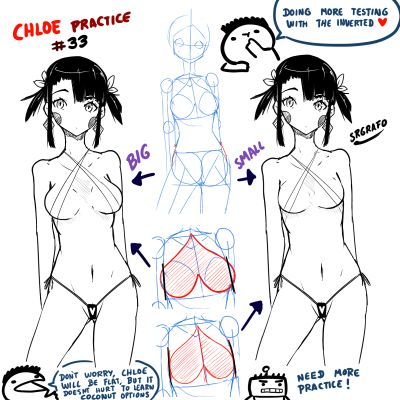 CHLOE PRACTICE
#33
DOING MORE TESTING
WITH THE INVERTED ♥
SRGRAFO
BIG
SMALL
DON'T WORRY, CHLOE
WILL BE FLAT, BUT IT
DOESNT HURT TO LEARN
COCONUT OPTIONS
NEED MORE
PRACTICE!